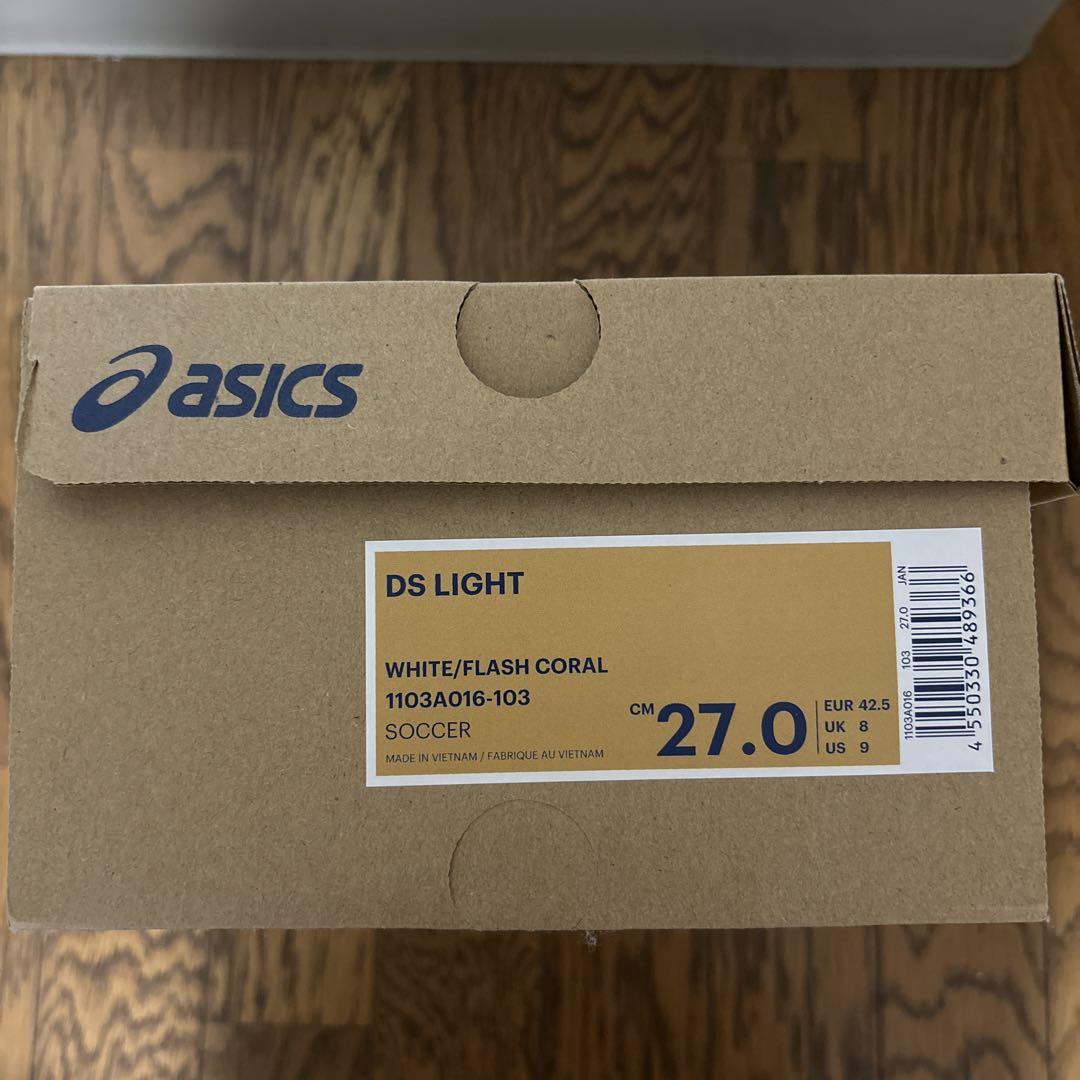 asics
DS LIGHT
WHITE/FLASH CORAL
1103A016-103
SOCCER
MADE IN VIETNAM / FABRIQUE AU VIETNAM
CM 27.0
EUR 42.5
UK 8
US 9
1103A016 103 27.0 JAN
4 550330 489366